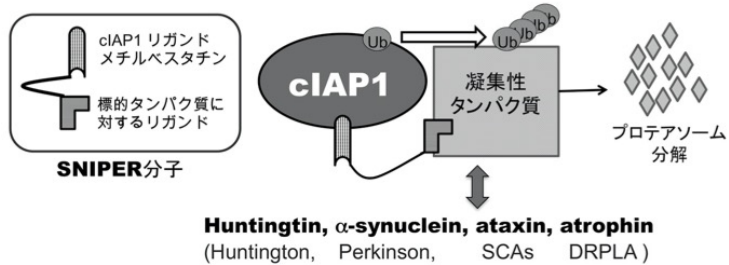 cIAP1 リガンド
メチルベスタチン
標的タンパク質に
対するリガンド
SNIPER分子
Ub
cIAP1
Ub
Ub
Ub
Ub
凝集性
タンパク質
プロテアソーム
分解
Huntingtin, α-synuclein, ataxin, atrophin
(Huntington, Perkinson, SCAs DRPLA )